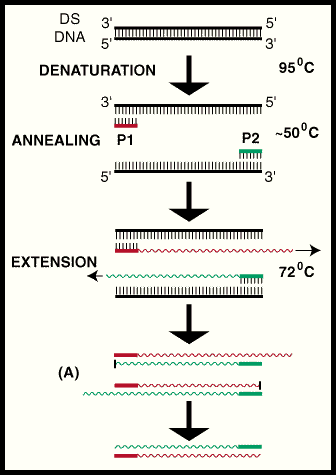 DS 3' 5'
DNA 5' 3'
DENATURATION 95⁰C
3' 5'
ANNEALING P1 P2 ~50⁰C
5' 3'
EXTENSION 72⁰C
(A)